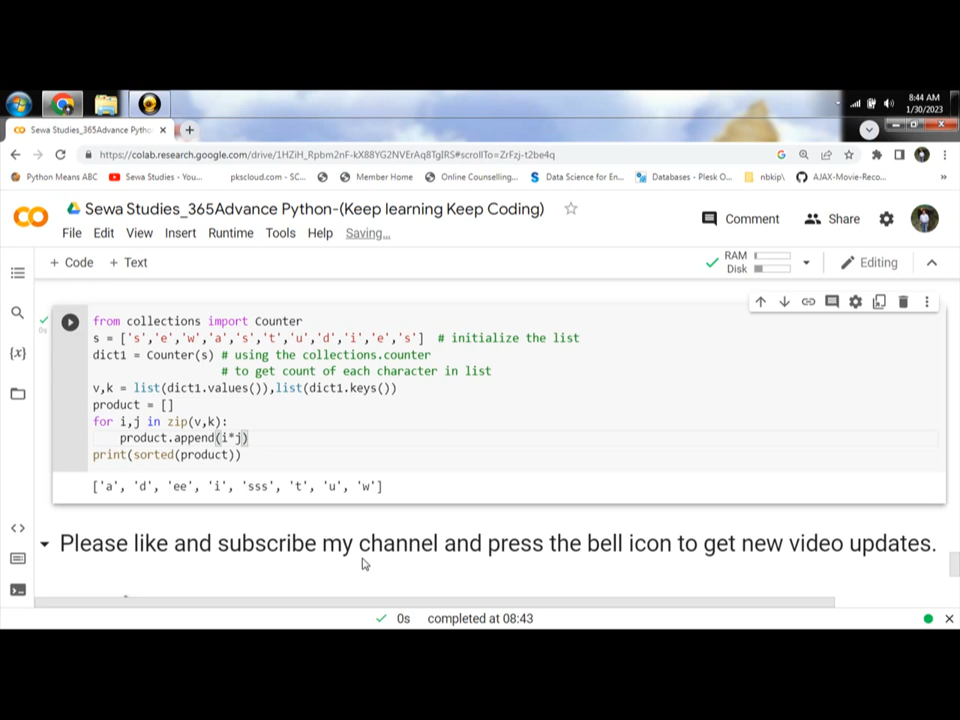 8:44 AM
1/30/2023
Sewa Studies_365Advance Pytho
https://colab.research.google.com/drive/1HZiH_Rpbm2nF-kX88YG2NVErAq8TgIRS#scrollTo=ZrFzj-t2be4q
Python Means ABC
Sewa Studies - You...
pkscloud.com - SC...
Member Home
Online Counselling...
Data Science for En...
Databases - Plesk O...
nbkip\
AJAX-Movie-Reco...
»
CO Sewa Studies_365Advance Python-(Keep learning Keep Coding)
Comment
Share
File Edit View Insert Runtime Tools Help Saving...
+ Code + Text
RAM
Disk
Editing
0s
from collections import Counter
s = ['s','e','w','a','s','t','u','d','i','e','s'] # initialize the list
dict1 = Counter(s) # using the collections.counter
# to get count of each character in list
v,k = list(dict1.values()),list(dict1.keys())
product = []
for i,j in zip(v,k):
product.append(i*j)
print(sorted(product))
['a', 'd', 'ee', 'i', 'sss', 't', 'u', 'w']
{x}
Please like and subscribe my channel and press the bell icon to get new video updates.
0s completed at 08:43